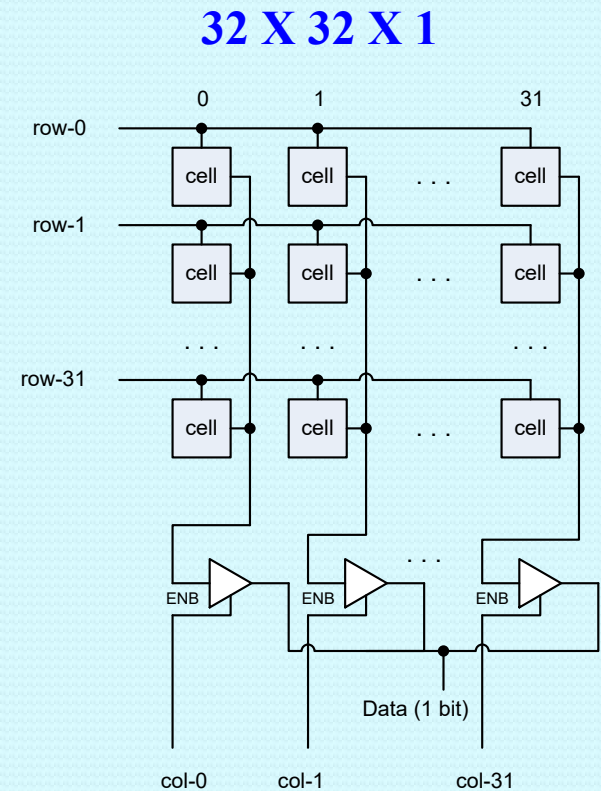 32 X 32 X 1
0 1 31
row-0
cell cell . . . cell
row-1
cell cell . . . cell
. . . . . . . . .
row-31
cell cell . . . cell
. . .
ENB ENB ENB
Data (1 bit)
col-0 col-1 col-31